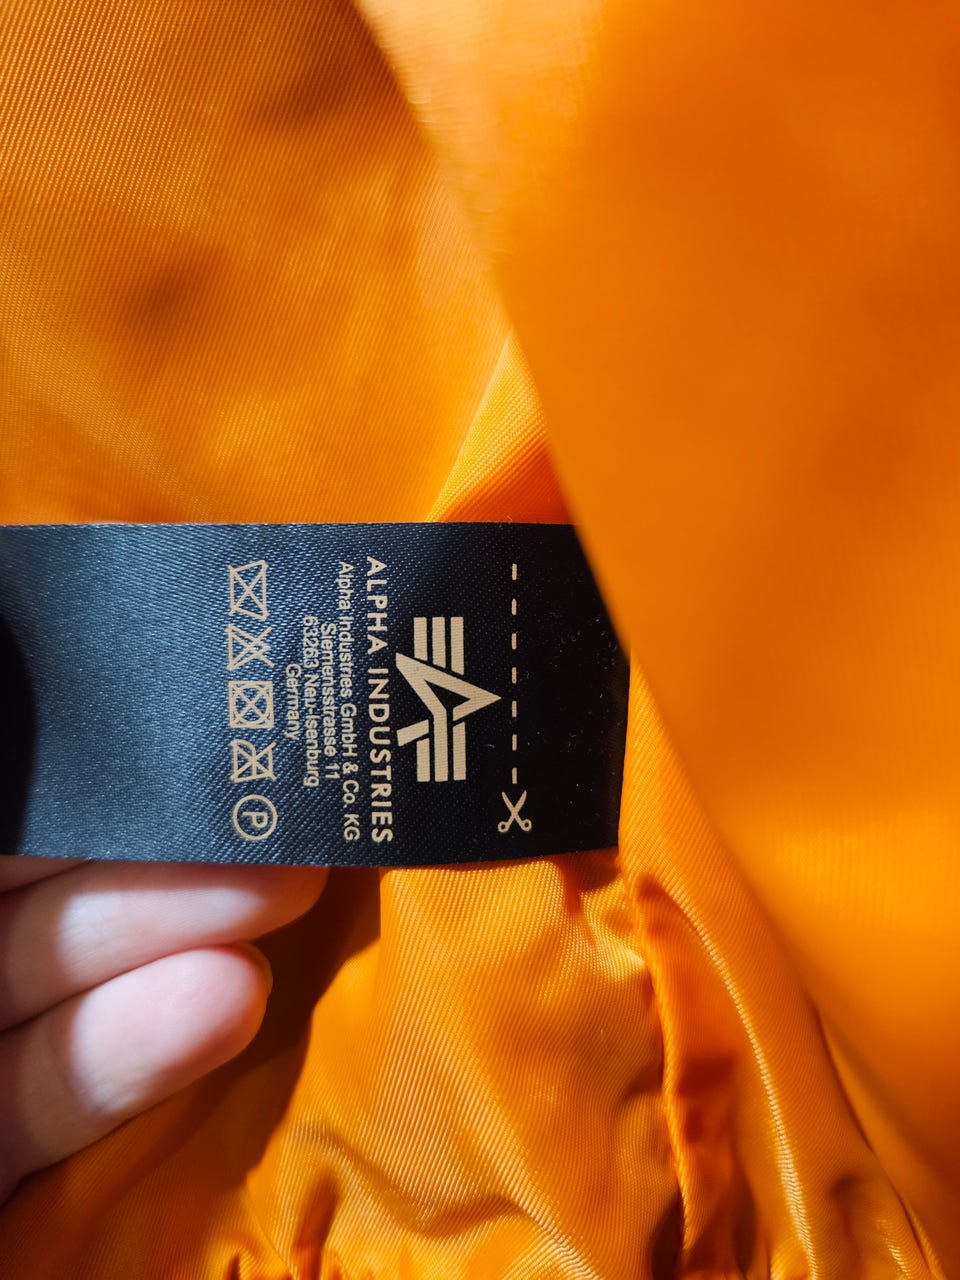 ALPHA INDUSTRIES
Alpha Industries GmbH & Co. KG
Siemensstrasse 11
63263 Neu-Isenburg
Germany
P